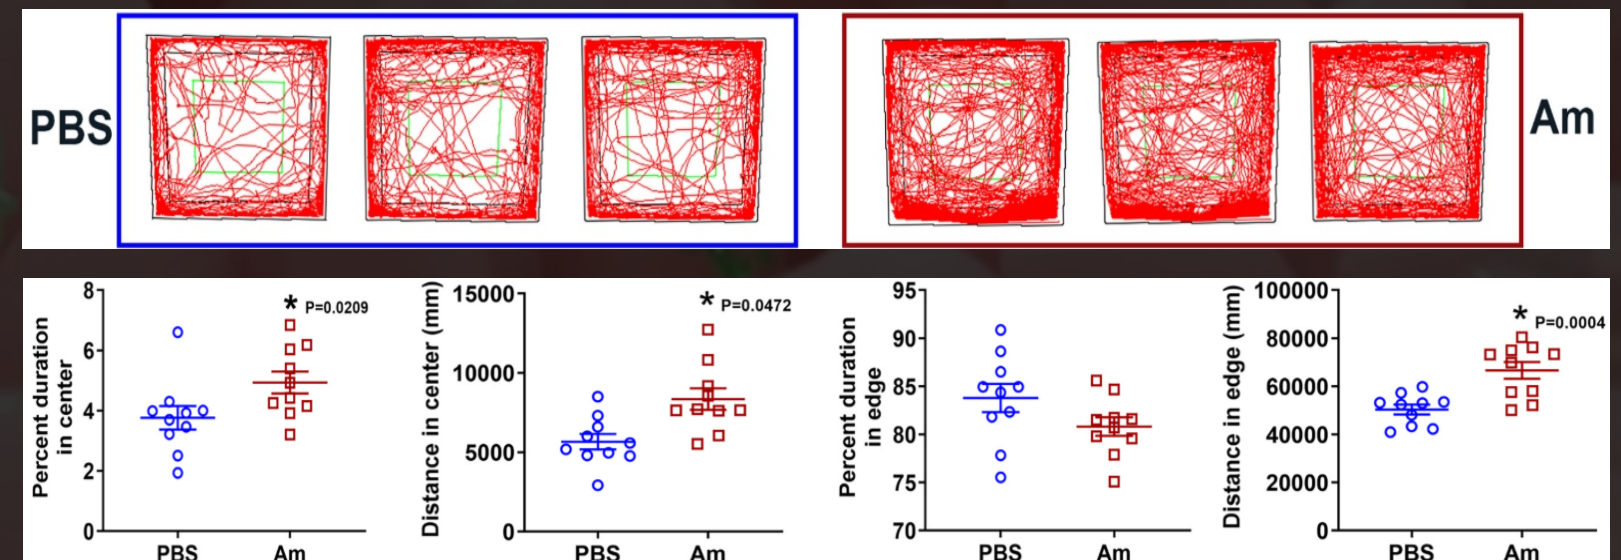 PBS
Am
Percent duration
in center
8
6
4
2
0
* P=0.0209
PBS
Am
Distance in center (mm)
15000
10000
5000
0
* P=0.0472
PBS
Am
Percent duration
in edge
95
90
85
80
75
70
PBS
Am
Distance in edge (mm)
100000
80000
60000
40000
20000
0
* P=0.0004
PBS
Am